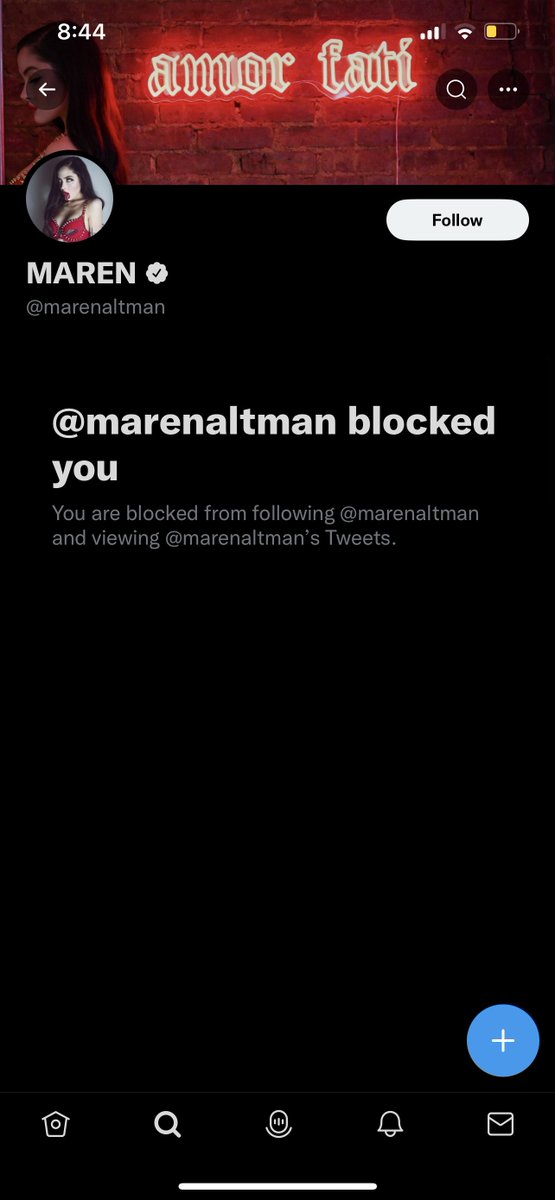 8:44
amor fati
Follow
MAREN
@marenaltman
@marenaltman blocked
you
You are blocked from following @marenaltman
and viewing @marenaltman’s Tweets.